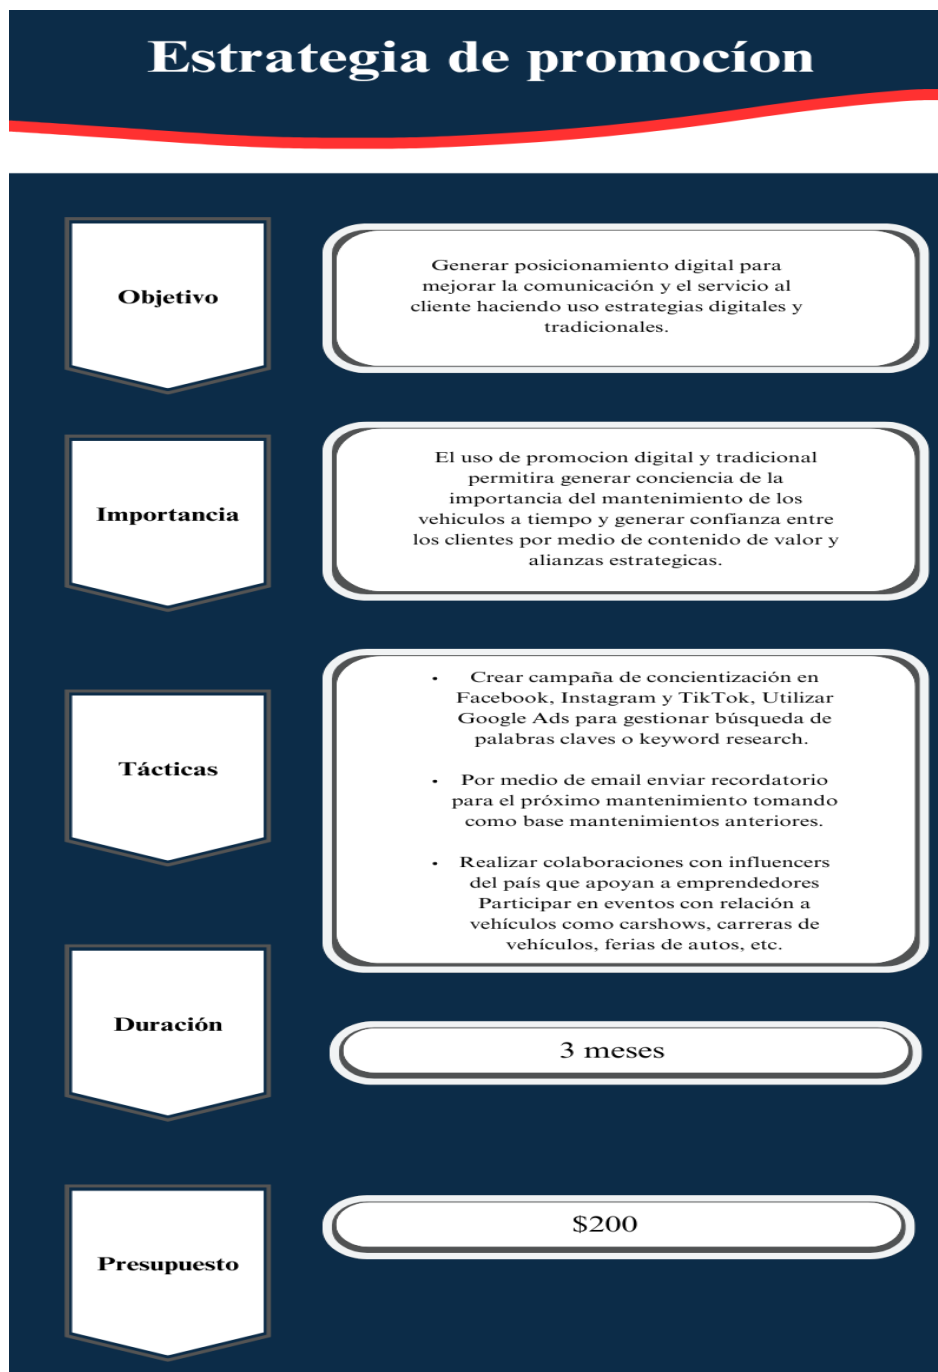 Estrategia de promocíon
Objetivo
Generar posicionamiento digital para
mejorar la comunicación y el servicio al
cliente haciendo uso estrategias digitales y
tradicionales.
Importancia
El uso de promocion digital y tradicional
permitira generar conciencia de la
importancia del mantenimiento de los
vehiculos a tiempo y generar confianza entre
los clientes por medio de contenido de valor y
alianzas estrategicas.
Tácticas
• Crear campaña de concientización en
Facebook, Instagram y TikTok, Utilizar
Google Ads para gestionar búsqueda de
palabras claves o keyword research.
• Por medio de email enviar recordatorio
para el próximo mantenimiento tomando
como base mantenimientos anteriores.
• Realizar colaboraciones con influencers
del país que apoyan a emprendedores
Participar en eventos con relación a
vehículos como carshows, carreras de
vehículos, ferias de autos, etc.
Duración
3 meses
Presupuesto
$200